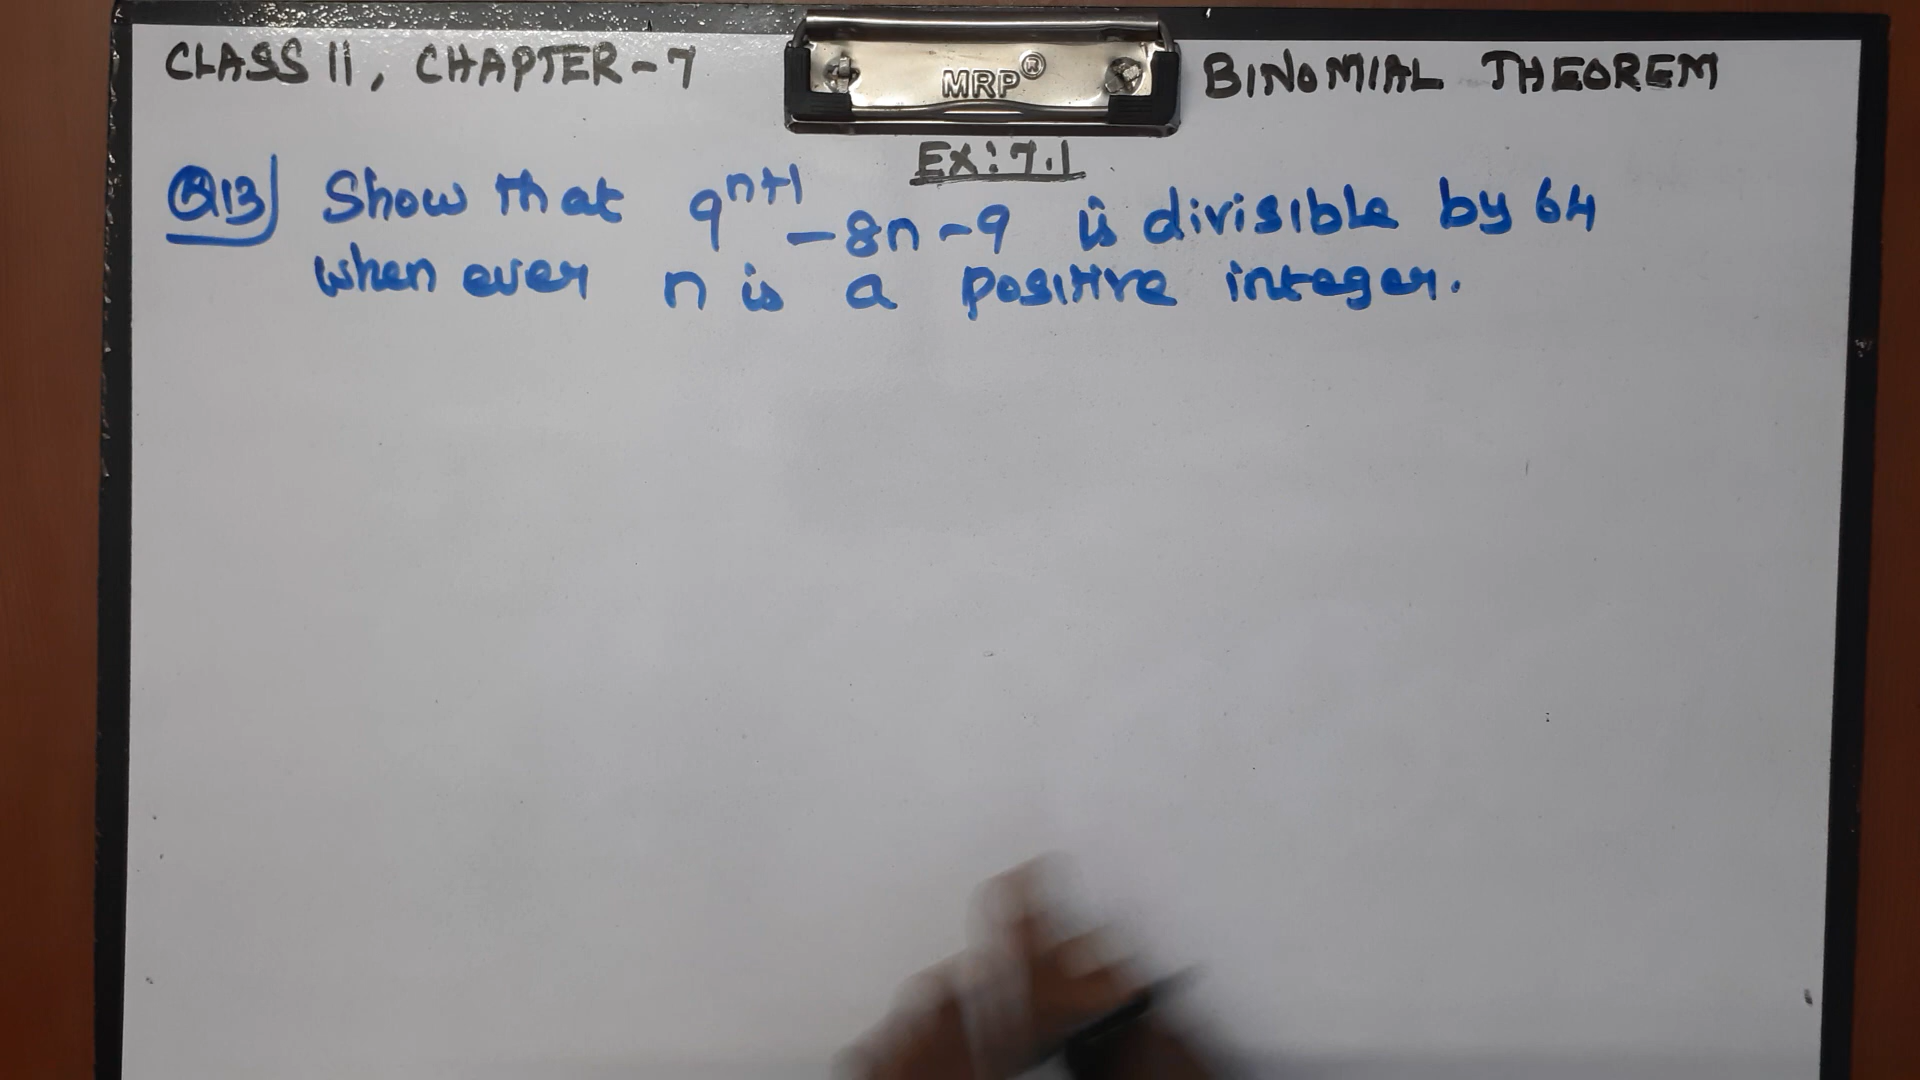 CLASS 11, CHAPTER-7
MRP®
BINOMIAL THEOREM
Ex: 7.1
Q13) Show that 9^{n+1} - 8n - 9 is divisible by 64
when ever n is a positive integer.